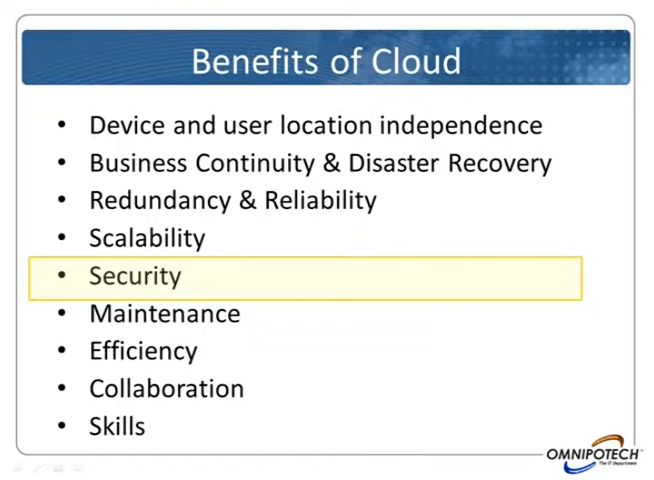 Benefits of Cloud
• Device and user location independence
• Business Continuity & Disaster Recovery
• Redundancy & Reliability
• Scalability
• Security
• Maintenance
• Efficiency
• Collaboration
• Skills
OMNIPOTECH
The IT Department